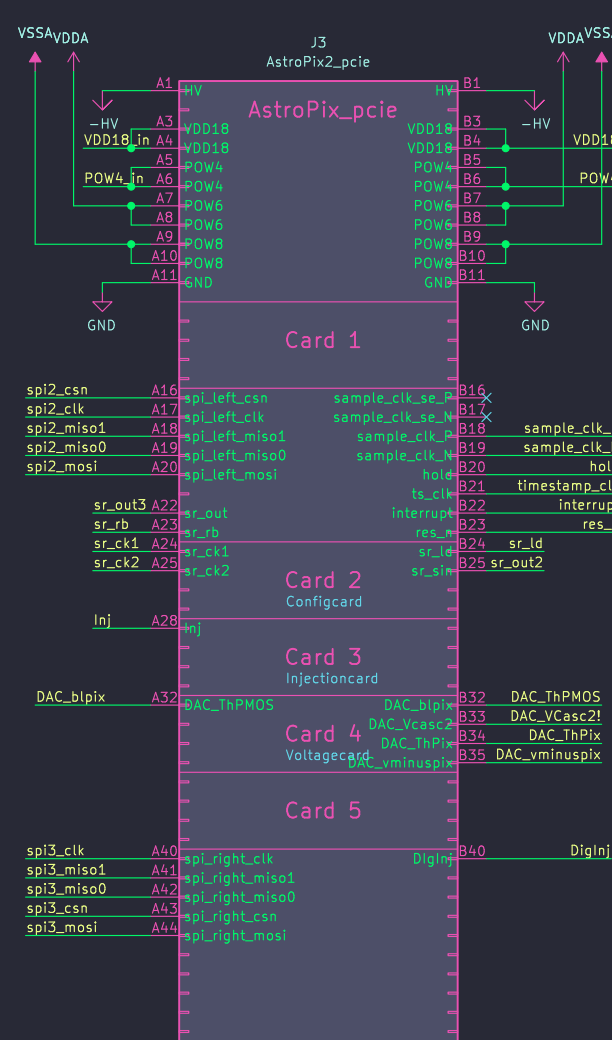 VSSA VDDA
VDDA
J3
AstroPix2_pcie
A1 HV
HV B1
AstroPix_pcie
-HV
-HV
A3 VDD18
VDD18 B3
VDD18_in A4 VDD18
VDD18 B4
A5 POW4
POW4 B5
POW4_in A6 POW4
POW4 B6
A7 POW6
POW6 B7
A8 POW6
POW6 B8
A9 POW8
POW8 B9
A10 POW8
POW8 B10
A11 GND
GND B11
GND
GND
Card 1
spi2_csn A16 spi_left_csn
sample_clk_se_P B16
spi2_clk A17 spi_left_clk
sample_clk_se_N B17
spi2_miso1 A18 spi_left_miso1
sample_clk_P B18 sample_clk_
spi2_miso0 A19 spi_left_miso0
sample_clk_N B19 sample_clk_
spi2_mosi A20 spi_left_mosi
hold B20 hol
ts_clk B21 timestamp_cl
sr_out3 A22 sr_out
interrupt B22 interrup
sr_rb A23 sr_rb
res_n B23 res_
sr_ck1 A24 sr_ck1
sr_ld B24 sr_ld
sr_ck2 A25 sr_ck2
sr_sin B25 sr_out2
Card 2
Configcard
Inj A28 Inj
Card 3
Injectioncard
DAC_blpix A32 DAC_ThPMOS
DAC_blpix B32 DAC_ThPMOS
DAC_Vcasc2 B33 DAC_VCasc2!
Card 4
DAC_ThPix B34 DAC_ThPix
Voltagecard
DAC_vminuspix B35 DAC_vminuspix
Card 5
spi3_clk A40 spi_right_clk
DigInj B40 DigInj
spi3_miso1 A41 spi_right_miso1
spi3_miso0 A42 spi_right_miso0
spi3_csn A43 spi_right_csn
spi3_mosi A44 spi_right_mosi